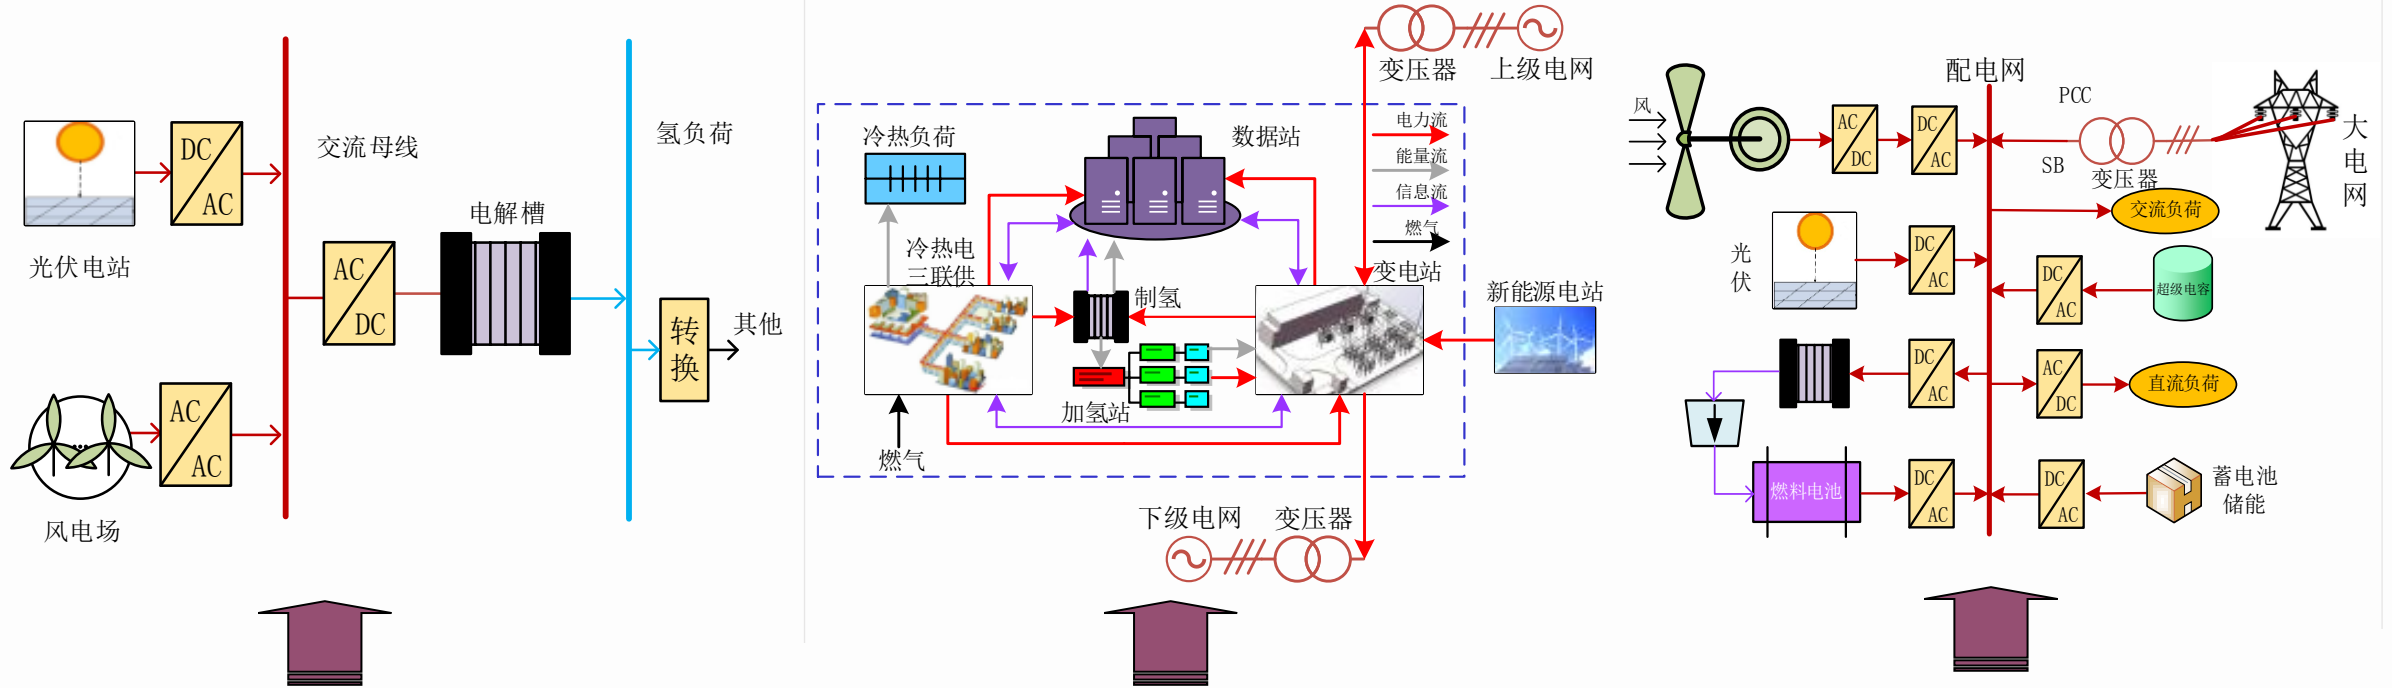 DC
AC
光伏电站
交流母线
氢负荷
电解槽
AC
DC
转
换
其他
AC
AC
风电场
变压器
上级电网
冷热负荷
数据站
电力流
能量流
信息流
燃气
冷热电
三联供
制氢
变电站
新能源电站
加氢站
燃气
下级电网
变压器
配电网
风
AC
DC
DC
AC
PCC
SB
变压器
大
电
网
交流负荷
光
伏
DC
AC
DC
AC
超级电容
DC
AC
AC
DC
直流负荷
燃料电池
DC
AC
DC
AC
蓄电池
储能